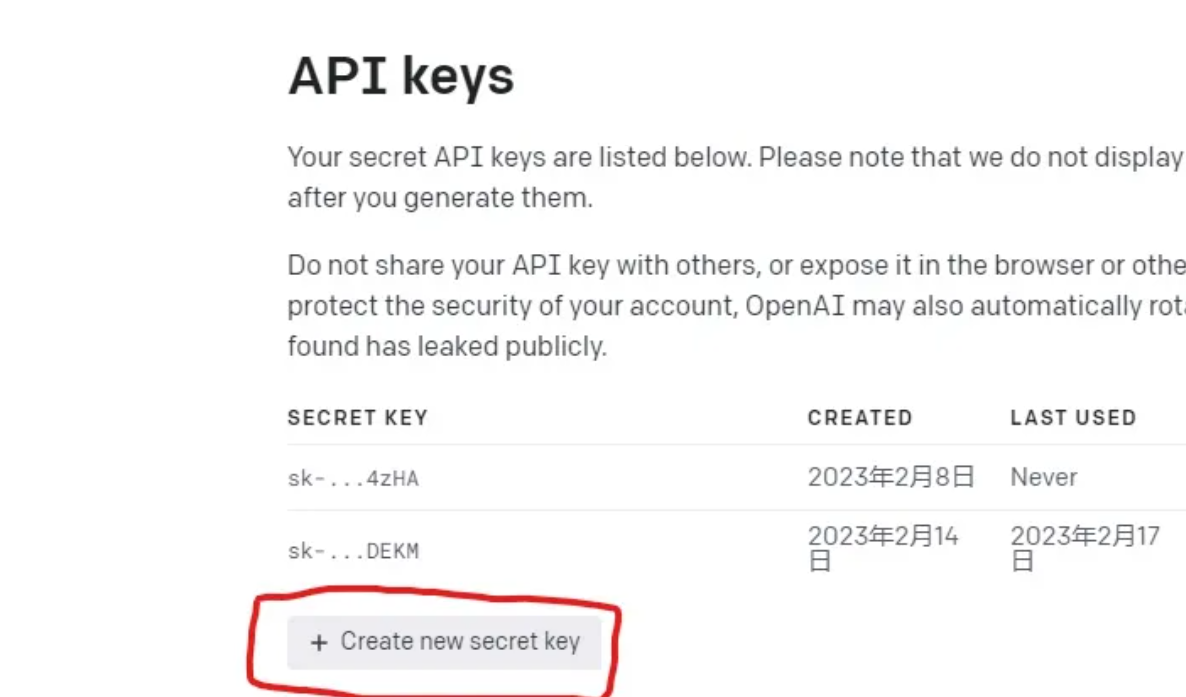 API keys
Your secret API keys are listed below. Please note that we do not display
after you generate them.
Do not share your API key with others, or expose it in the browser or othe
protect the security of your account, OpenAI may also automatically rota
found has leaked publicly.
SECRET KEY CREATED LAST USED
sk-...4zHA 2023年2月8日 Never
sk-...DEKM 2023年2月14日 2023年2月17日
+ Create new secret key